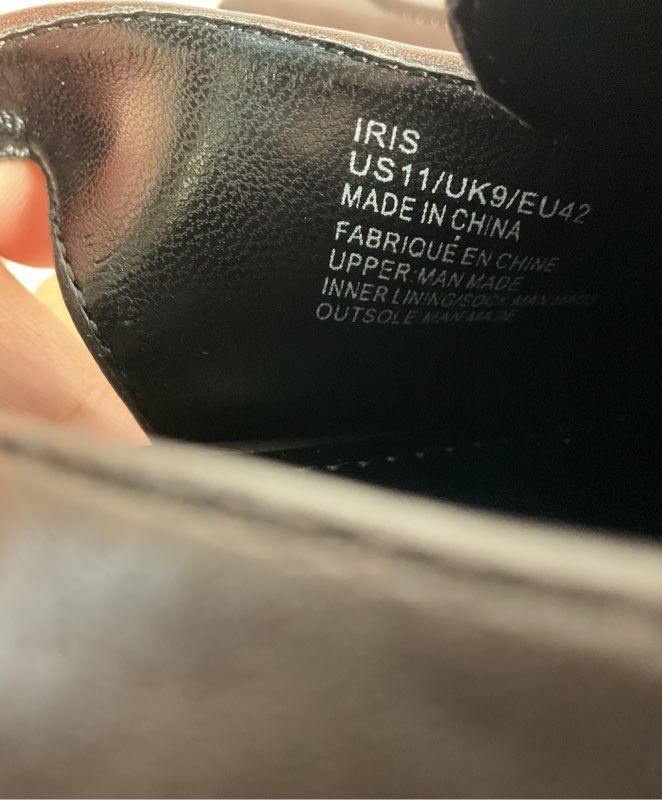 IRIS
US11/UK9/EU42
MADE IN CHINA
FABRIQUÉ EN CHINE
UPPER:MAN MADE
INNER LINING/SOCK:MAN MADE
OUTSOLE:MAN MADE